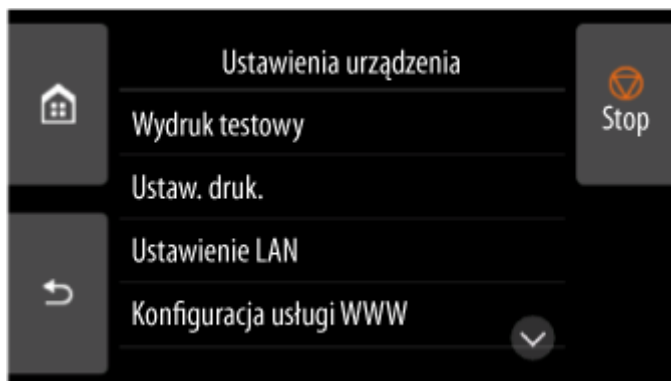 Ustawienia urządzenia
Stop
Wydruk testowy
Ustaw. druk.
Ustawienie LAN
Konfiguracja usługi WWW